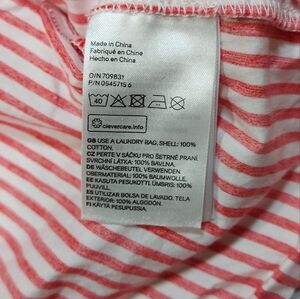 Made in China
Fabriqué en Chine
Hecho en China
O/N 709831
P/N 0545715 6
40
clevercare.info
GB USE A LAUNDRY BAG. SHELL: 100%
COTTON.
CZ PERTE V SÁČKU PRO ŠETRNÉ PRANÍ
SVRCHNÍ LÁTKA: 100% BAVLNA.
DE WÄSCHEBEUTEL VERWENDEN.
OBERMATERIAL: 100% BAUMWOLLE.
EE KASUTA PESUKOTTI. ÜMBRIS: 100%
PUUVILL.
ES UTILIZAR BOLSA DE LAVADO. TELA
EXTERIOR: 100% ALGODÓN.
FI KÄYTÄ PESUPUSSIA.